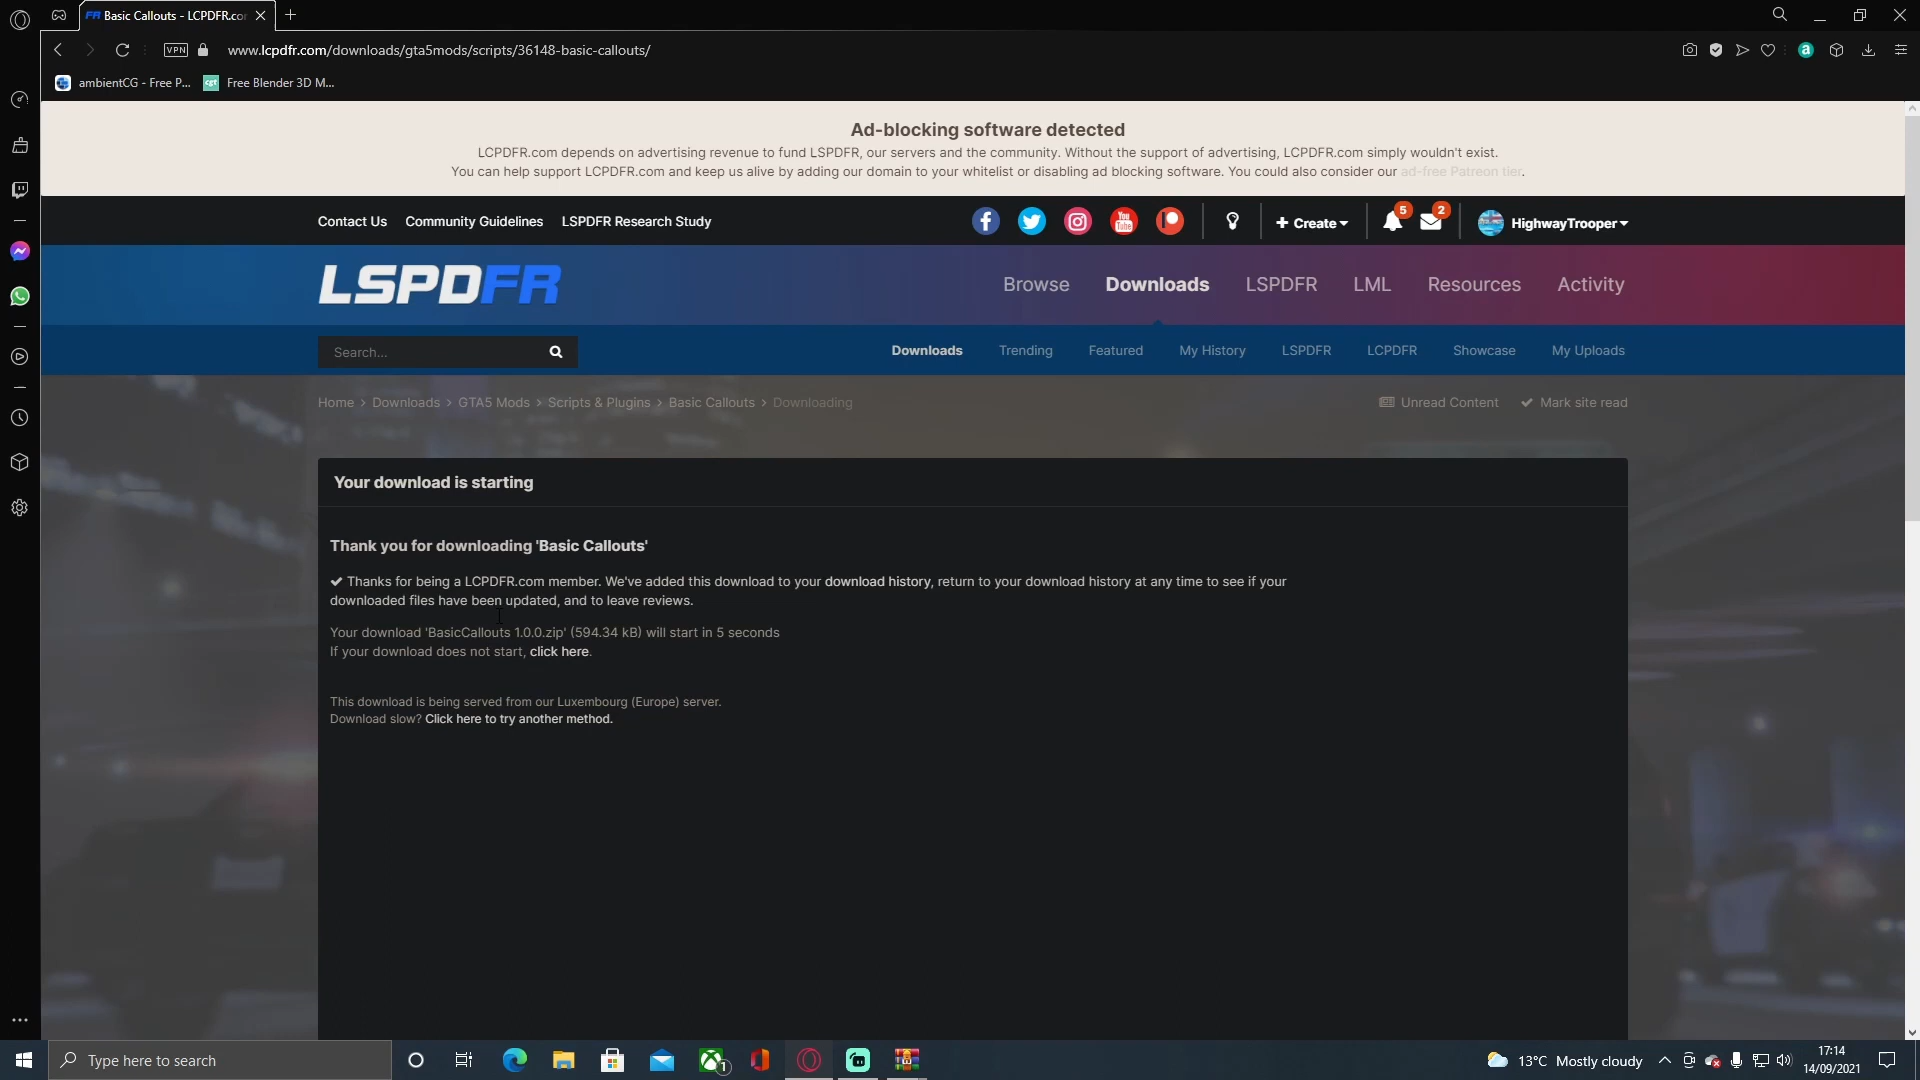 FR Basic Callouts - LCPDFR.cor
VPN
www.lcpdfr.com/downloads/gta5mods/scripts/36148-basic-callouts/
a
ambientCG - Free P...
cgt Free Blender 3D M...
Ad-blocking software detected
LCPDFR.com depends on advertising revenue to fund LSPDFR, our servers and the community. Without the support of advertising, LCPDFR.com simply wouldn't exist.
You can help support LCPDFR.com and keep us alive by adding our domain to your whitelist or disabling ad blocking software. You could also consider our ad-free Patreon tier.
Contact Us Community Guidelines LSPDFR Research Study
You Tube
+ Create
5
2
HighwayTrooper
LSPDFR
Browse Downloads LSPDFR LML Resources Activity
Search...
Downloads Trending Featured My History LSPDFR LCPDFR Showcase My Uploads
Home > Downloads > GTA5 Mods > Scripts & Plugins > Basic Callouts > Downloading
Unread Content Mark site read
Your download is starting
Thank you for downloading 'Basic Callouts'
✔ Thanks for being a LCPDFR.com member. We've added this download to your download history, return to your download history at any time to see if your
downloaded files have been updated, and to leave reviews.
Your download 'BasicCallouts 1.0.0.zip' (594.34 kB) will start in 5 seconds
If your download does not start, click here.
This download is being served from our Luxembourg (Europe) server.
Download slow? Click here to try another method.
Type here to search
1
13°C Mostly cloudy
17:14
14/09/2021